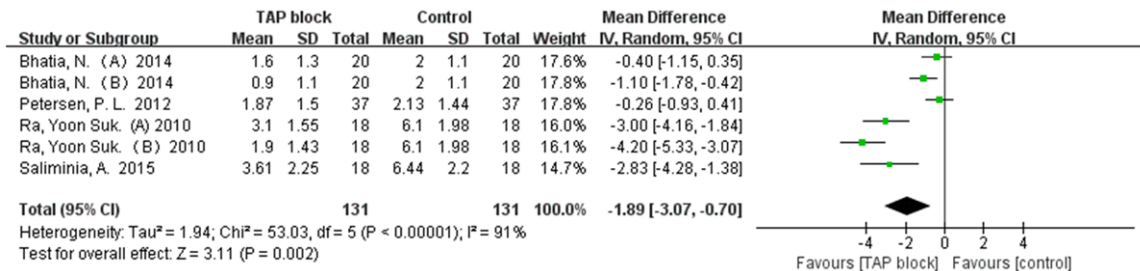 TAP block Control Mean Difference Mean Difference
Study or Subgroup Mean SD Total Mean SD Total Weight IV, Random, 95% CI IV, Random, 95% CI
Bhatia, N. (A) 2014 1.6 1.3 20 2 1.1 20 17.6% -0.40 [-1.15, 0.35]
Bhatia, N. (B) 2014 0.9 1.1 20 2 1.1 20 17.8% -1.10 [-1.78, -0.42]
Petersen, P. L. 2012 1.87 1.5 37 2.13 1.44 37 17.8% -0.26 [-0.93, 0.41]
Ra, Yoon Suk. (A) 2010 3.1 1.55 18 6.1 1.98 18 16.0% -3.00 [-4.16, -1.84]
Ra, Yoon Suk. (B) 2010 1.9 1.43 18 6.1 1.98 18 16.1% -4.20 [-5.33, -3.07]
Saliminia, A. 2015 3.61 2.25 18 6.44 2.2 18 14.7% -2.83 [-4.28, -1.38]
Total (95% CI) 131 131 100.0% -1.89 [-3.07, -0.70]
Heterogeneity: Tau² = 1.94; Chi² = 53.03, df = 5 (P < 0.00001); I² = 91%
Test for overall effect: Z = 3.11 (P = 0.002)
-4 -2 0 2 4
Favours [TAP block] Favours [control]